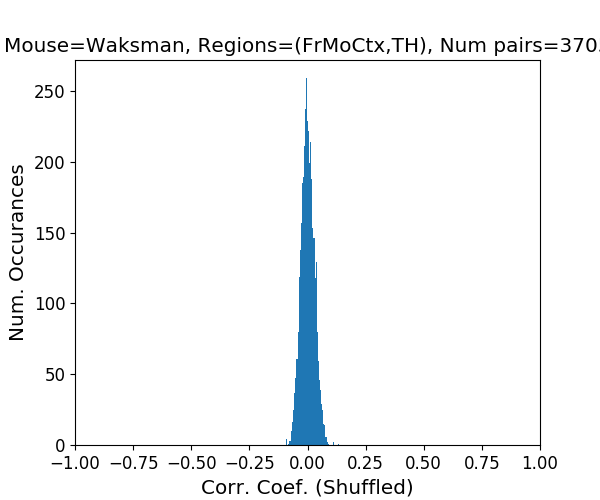 Mouse=Waksman, Regions=(FrMoCtx,TH), Num pairs=370.
Num. Occurances
250
200
150
100
50
0
−1.00 −0.75 −0.50 −0.25 0.00 0.25 0.50 0.75 1.00
Corr. Coef. (Shuffled)